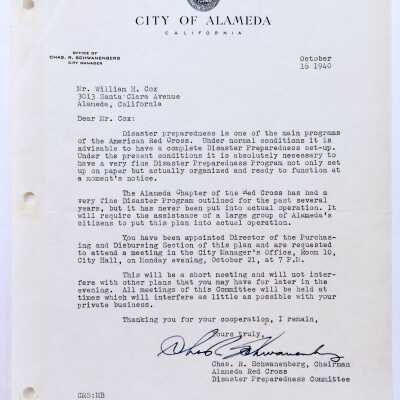 CITY OF ALAMEDA
CALIFORNIA
OFFICE OF
CHAS. R. SCHWANENBERG
CITY MANAGER
October
16 1940
Mr. William H. Cox
3013 Santa Clara Avenue
Alameda, California
Dear Mr. Cox:
Disaster preparedness is one of the main programs
of the American Red Cross. Under normal conditions it is
advisable to have a complete Disaster Preparedness set-up.
Under the present conditions it is absolutely necessary to
have a very fine Disaster Preparedness Program not only set
up on paper but actually organized and ready to function at
a moment's notice.
The Alameda Chapter of the Red Cross has had a
very fine Disaster Program outlined for the past several
years, but it has never been put into actual operation. It
will require the assistance of a large group of Alameda's
citizens to put this plan into actual operation.
You have been appointed Director of the Purchas-
ing and Disbursing Section of this plan and are requested
to attend a meeting in the City Manager's Office, Room 10,
City Hall, on Monday evening, October 21, at 7 P.M.
This will be a short meeting and will not inter-
fere with other plans that you may have for later in the
evening. All meetings of this Committee will be held at
times which will interfere as little as possible with your
private business.
Thanking you for your cooperation, I remain,
Yours truly,
Chas R Schwanenberg
Chas. R. Schwanenberg, Chairman
Alameda Red Cross
Disaster Preparedness Committee
CRS:MB